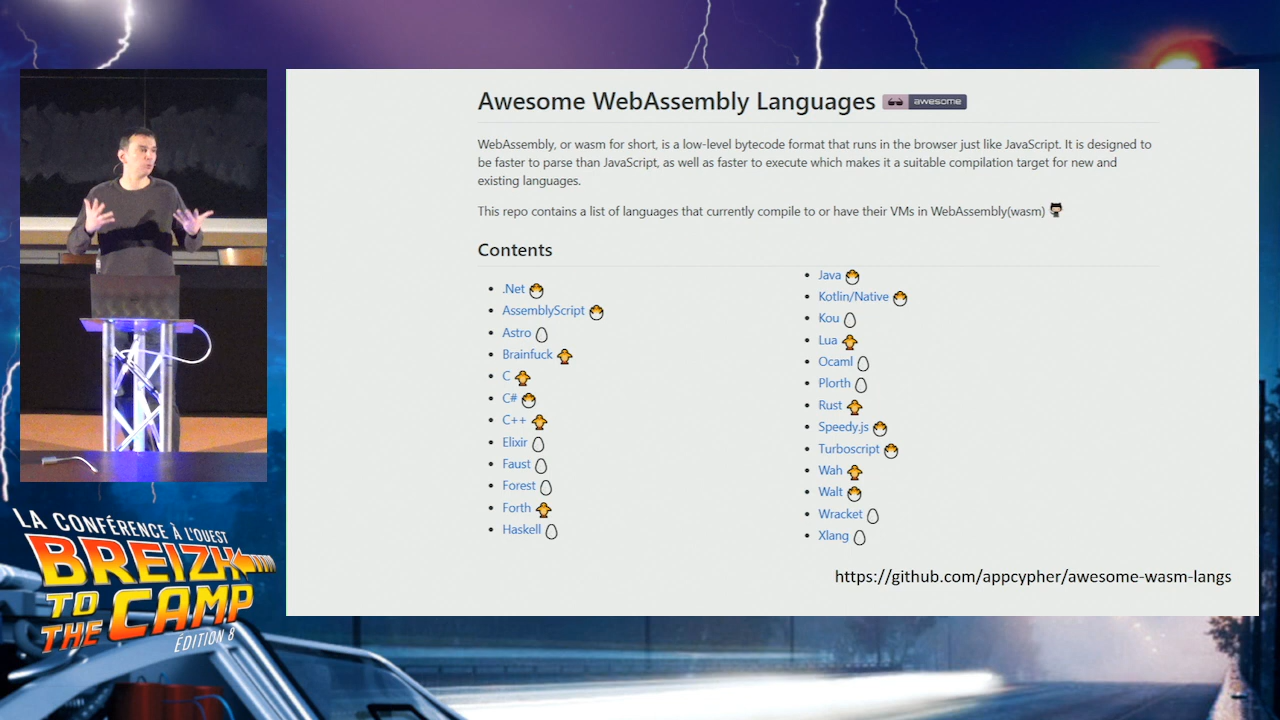 Awesome WebAssembly Languages awesome
WebAssembly, or wasm for short, is a low-level bytecode format that runs in the browser just like JavaScript. It is designed to
be faster to parse than JavaScript, as well as faster to execute which makes it a suitable compilation target for new and
existing languages.
This repo contains a list of languages that currently compile to or have their VMs in WebAssembly(wasm)
Contents
.Net
AssemblyScript
Astro
Brainfuck
C
C#
C++
Elixir
Faust
Forest
Forth
Haskell
Java
Kotlin/Native
Kou
Lua
Ocaml
Plorth
Rust
Speedy.js
Turboscript
Wah
Walt
Wracket
Xlang
https://github.com/appcypher/awesome-wasm-langs
LA CONFÉRENCE À L'OUEST
BREIZH
TO
THE CAMP
ÉDITION 8